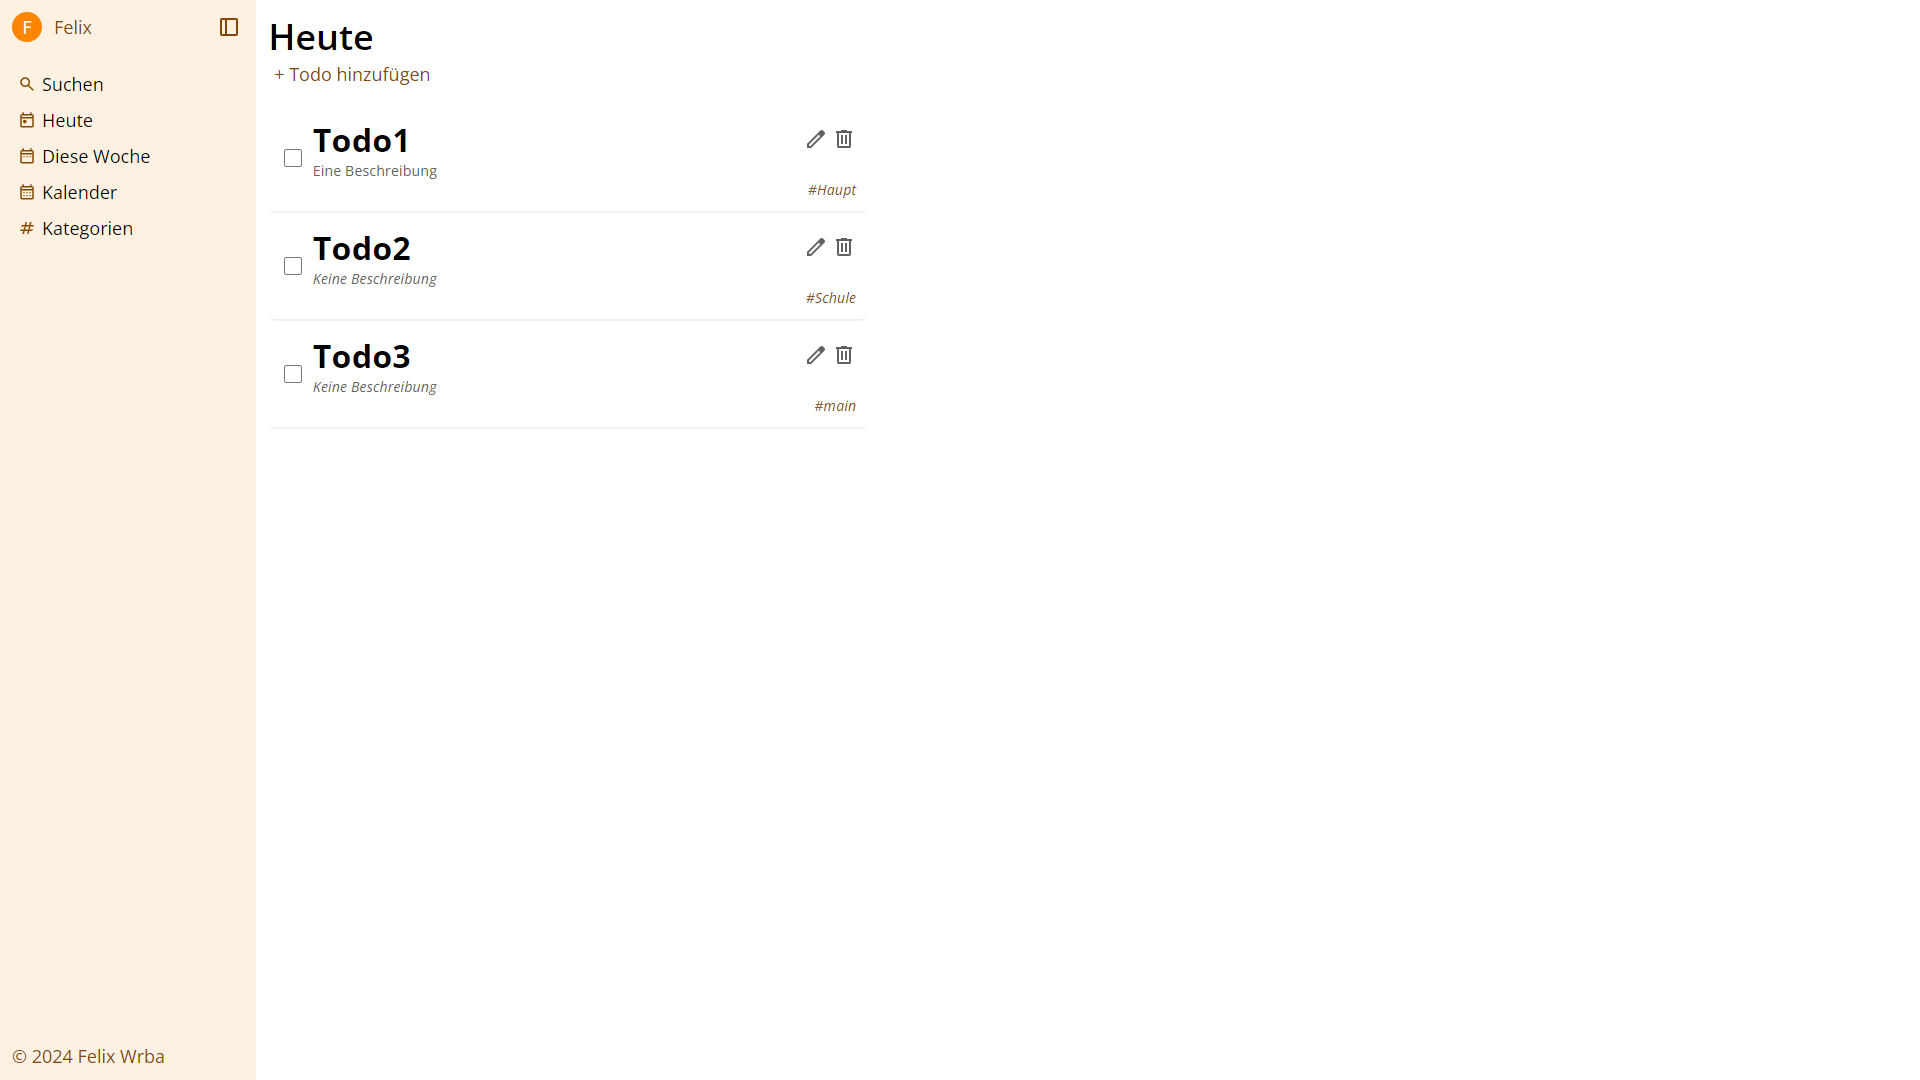 F Felix
Suchen
Heute
Diese Woche
Kalender
# Kategorien
© 2024 Felix Wrba
Heute
+ Todo hinzufügen
Todo1
Eine Beschreibung
#Haupt
Todo2
Keine Beschreibung
#Schule
Todo3
Keine Beschreibung
#main